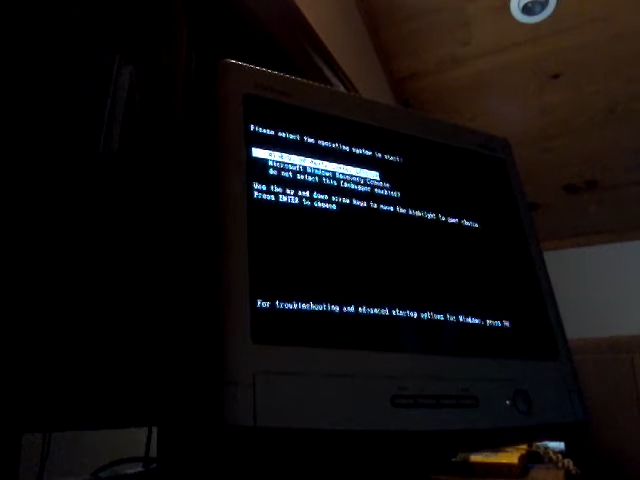 Please select the operating system to start:
Microsoft Windows Recovery Console
do not select this
Use the up and down arrow keys to move the highlight to your choice.
Press ENTER to choose
For troubleshooting and advanced startup options for Windows, press F8